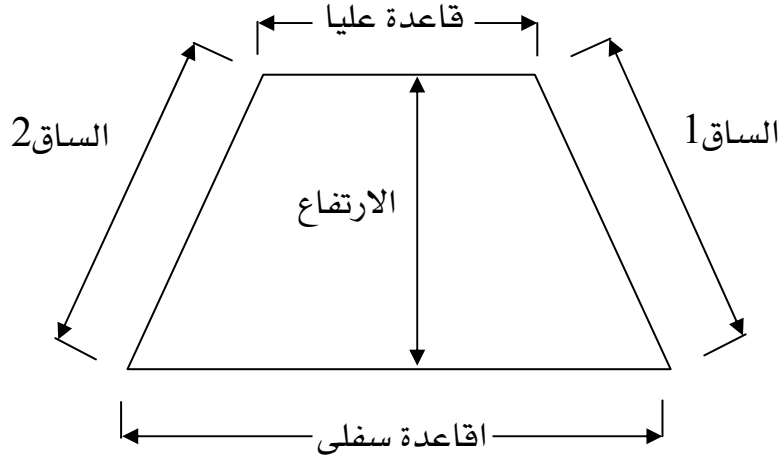 قاعدة عليا
الساق1
الساق2
الارتفاع
اقاعدة سفلى